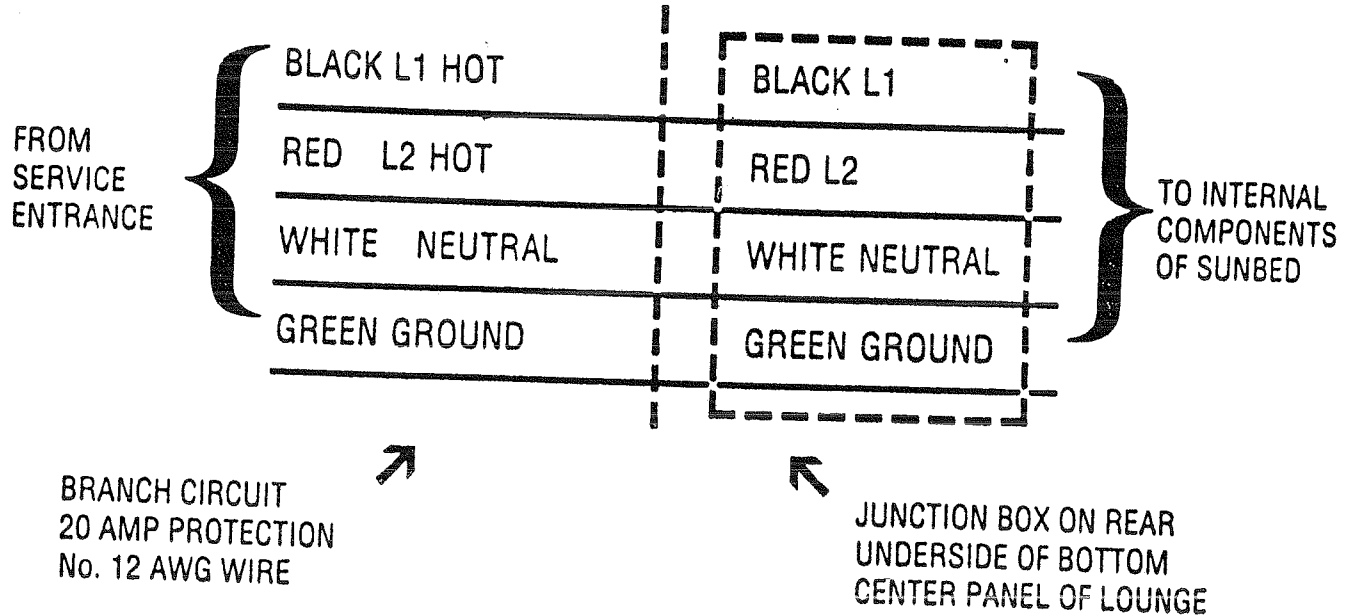 FROM
SERVICE
ENTRANCE
BLACK L1 HOT
RED L2 HOT
WHITE NEUTRAL
GREEN GROUND
BLACK L1
RED L2
WHITE NEUTRAL
GREEN GROUND
TO INTERNAL
COMPONENTS
OF SUNBED
BRANCH CIRCUIT
20 AMP PROTECTION
No. 12 AWG WIRE
JUNCTION BOX ON REAR
UNDERSIDE OF BOTTOM
CENTER PANEL OF LOUNGE